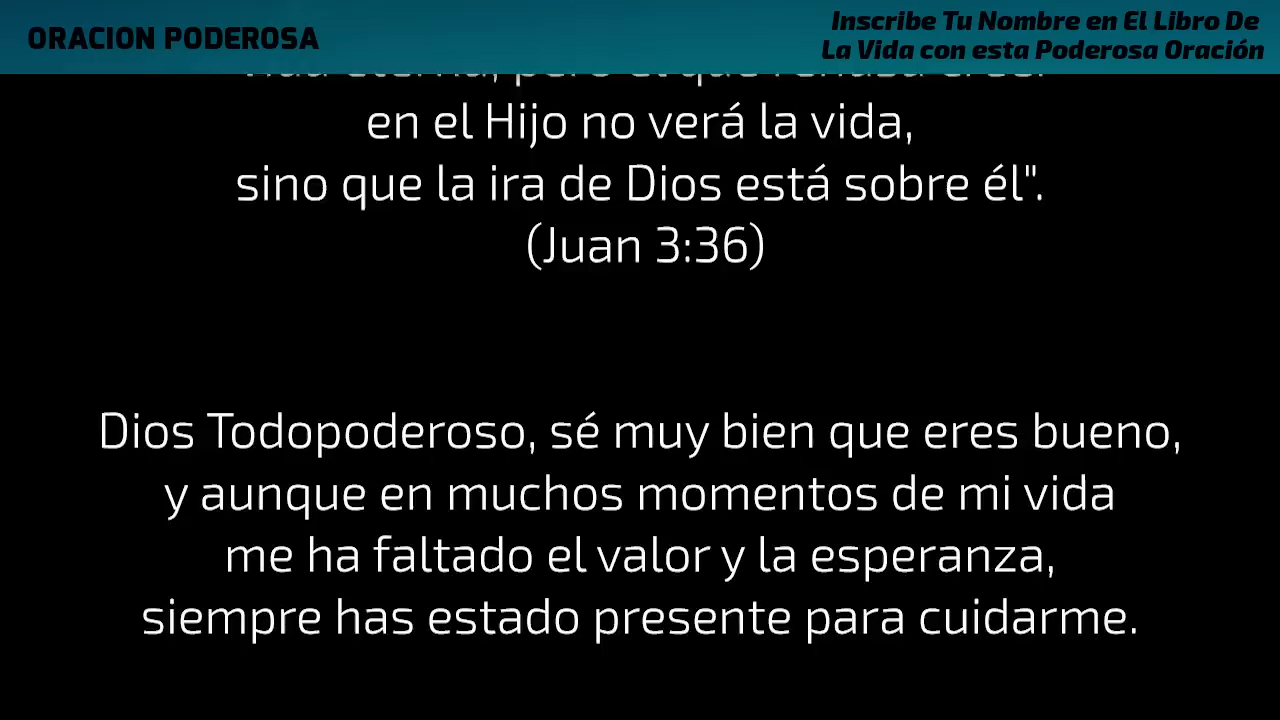 ORACION PODEROSA
Inscribe Tu Nombre en El Libro De
La Vida con esta Poderosa Oración
en el Hijo no verá la vida,
sino que la ira de Dios está sobre él".
(Juan 3:36)
Dios Todopoderoso, sé muy bien que eres bueno,
y aunque en muchos momentos de mi vida
me ha faltado el valor y la esperanza,
siempre has estado presente para cuidarme.